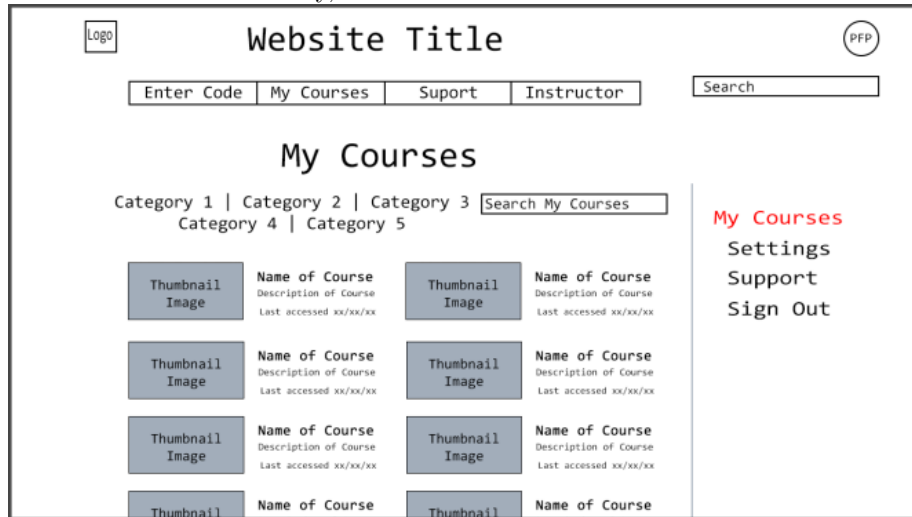 Logo
Website Title
PFP
Enter Code
My Courses
Suport
Instructor
Search
My Courses
Category 1 | Category 2 | Category 3
Category 4 | Category 5
Search My Courses
My Courses
Settings
Support
Sign Out
Thumbnail
Image
Name of Course
Description of Course
Last accessed xx/xx/xx
Thumbnail
Image
Name of Course
Description of Course
Last accessed xx/xx/xx
Thumbnail
Image
Name of Course
Description of Course
Last accessed xx/xx/xx
Thumbnail
Image
Name of Course
Description of Course
Last accessed xx/xx/xx
Thumbnail
Image
Name of Course
Description of Course
Last accessed xx/xx/xx
Thumbnail
Image
Name of Course
Description of Course
Last accessed xx/xx/xx
Thumbnail
Name of Course
Thumbnail
Name of Course